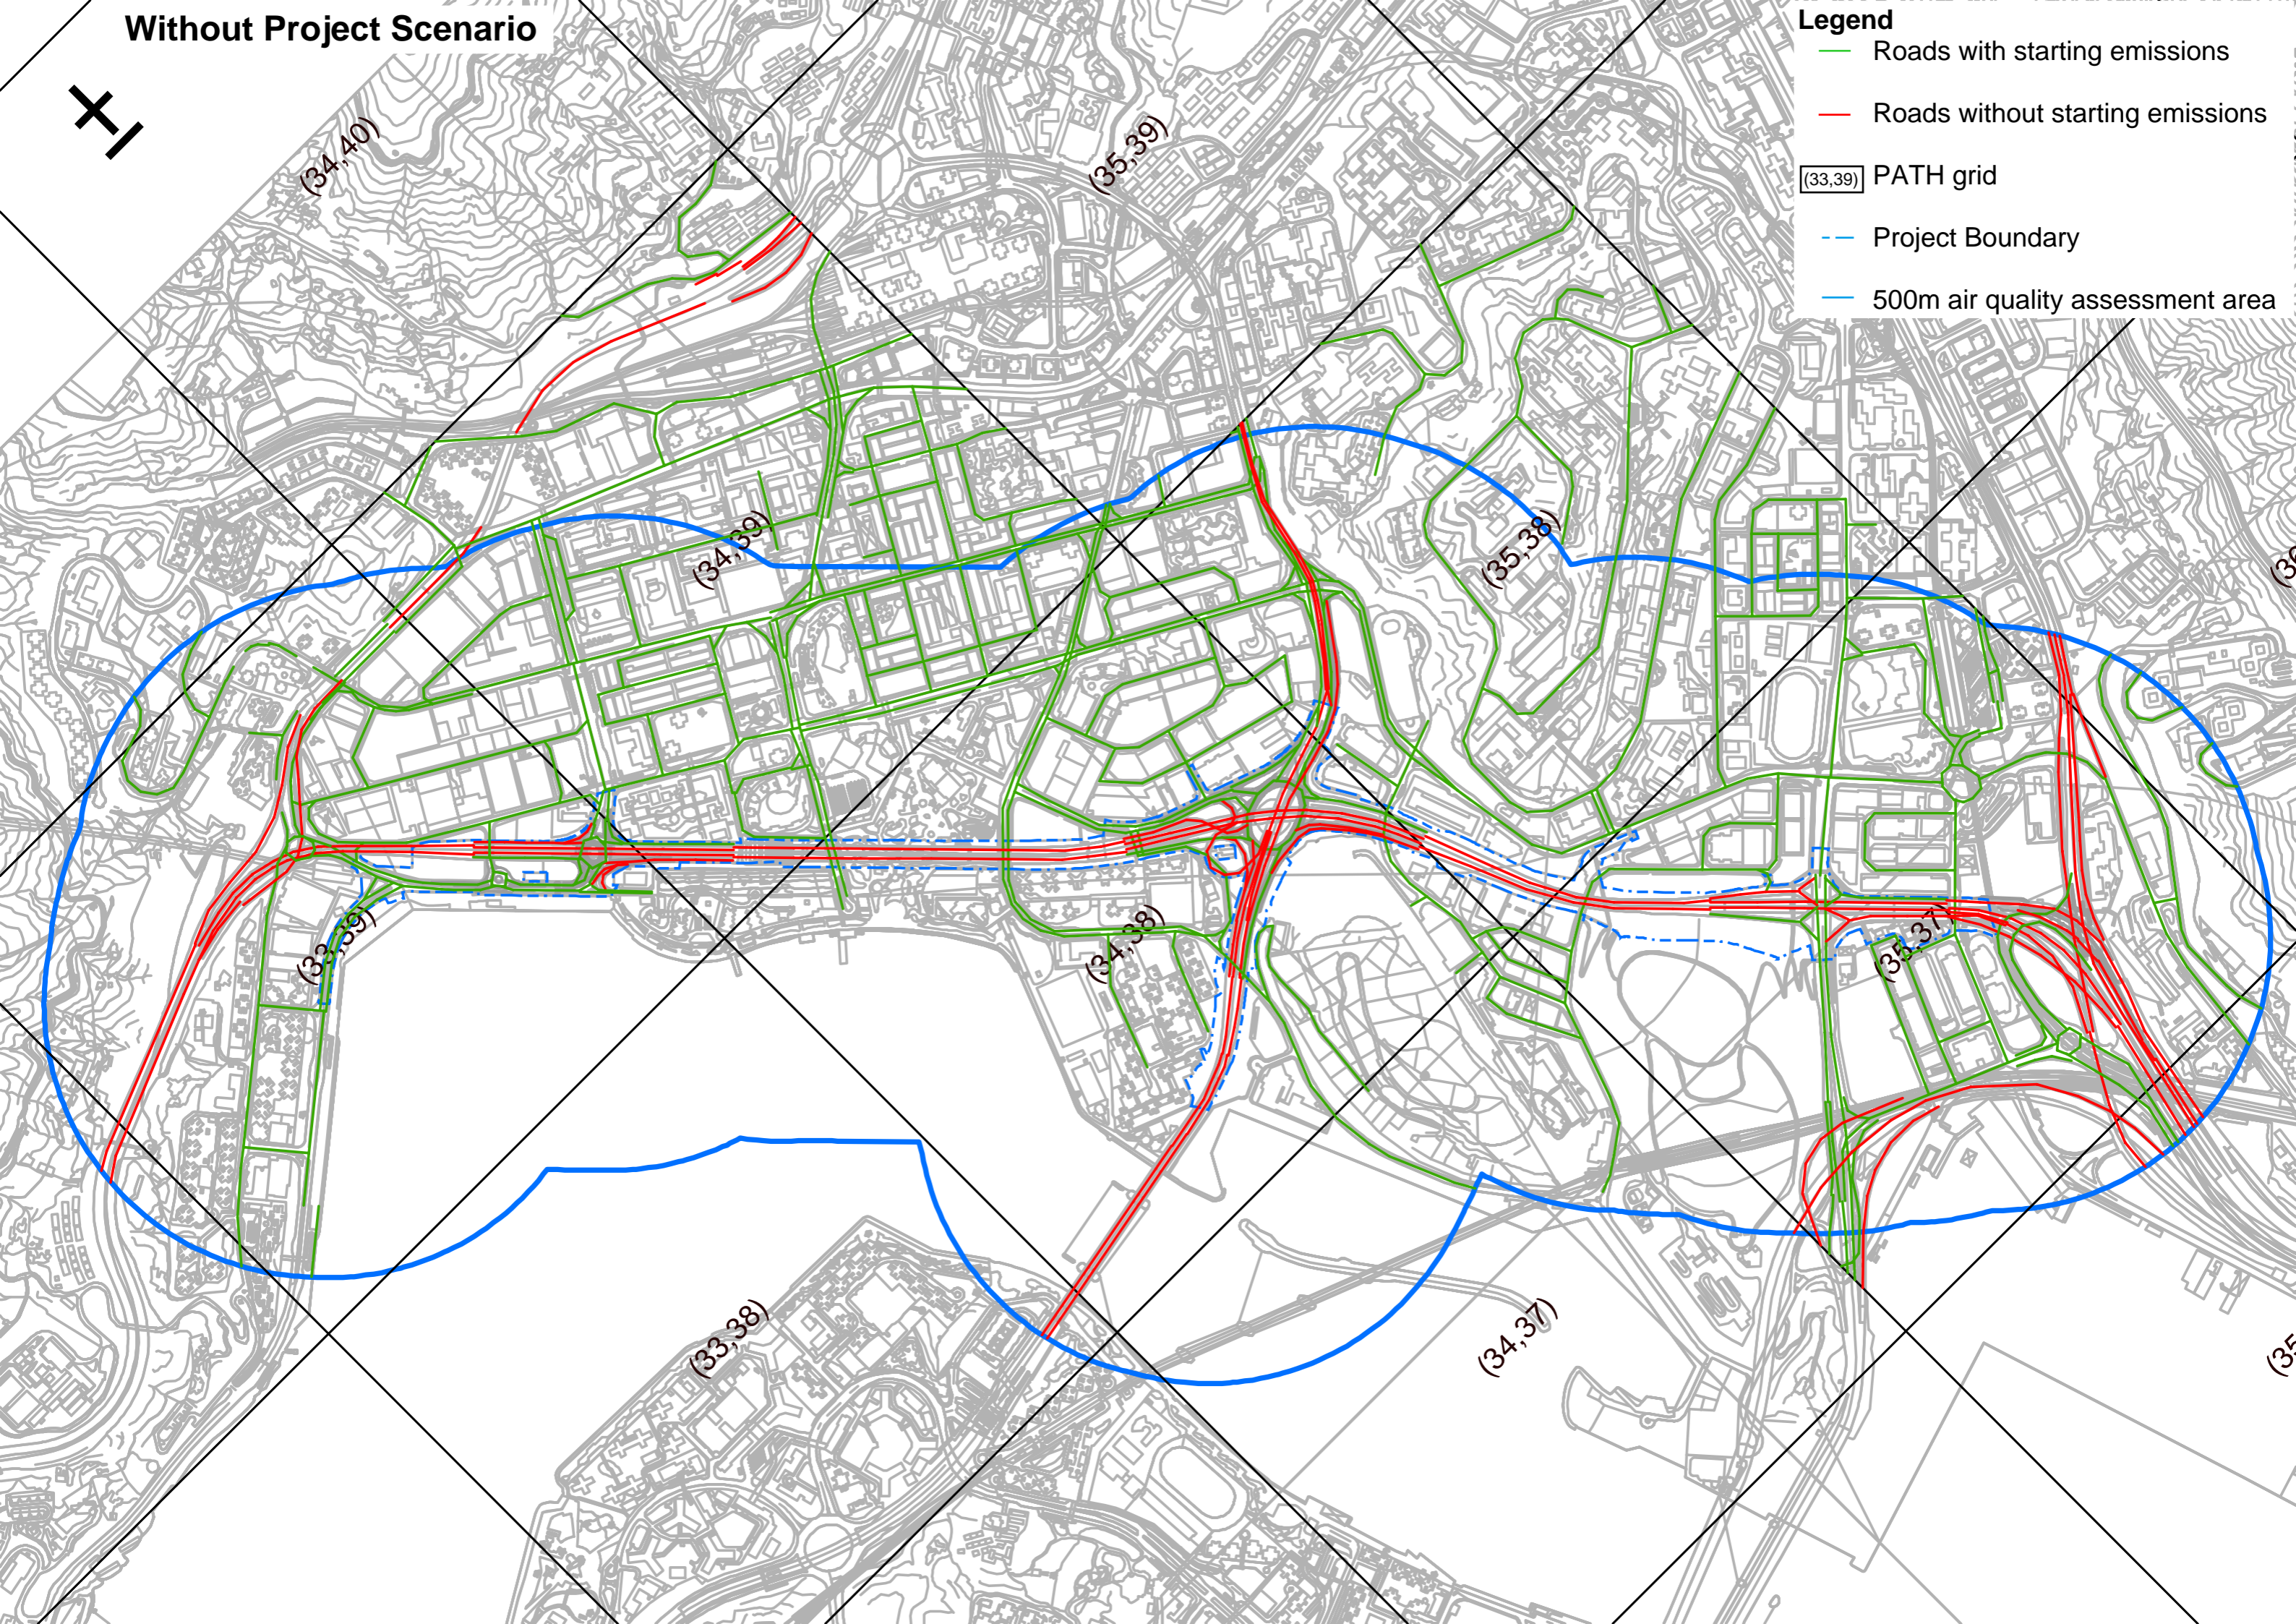 Without Project Scenario
Legend
Roads with starting emissions
Roads without starting emissions
(33,39) PATH grid
Project Boundary
500m air quality assessment area
(34,40)
(35,39)
(34,39)
(35,38)
(33,39)
(34,38)
(35,37)
(33,38)
(34,37)